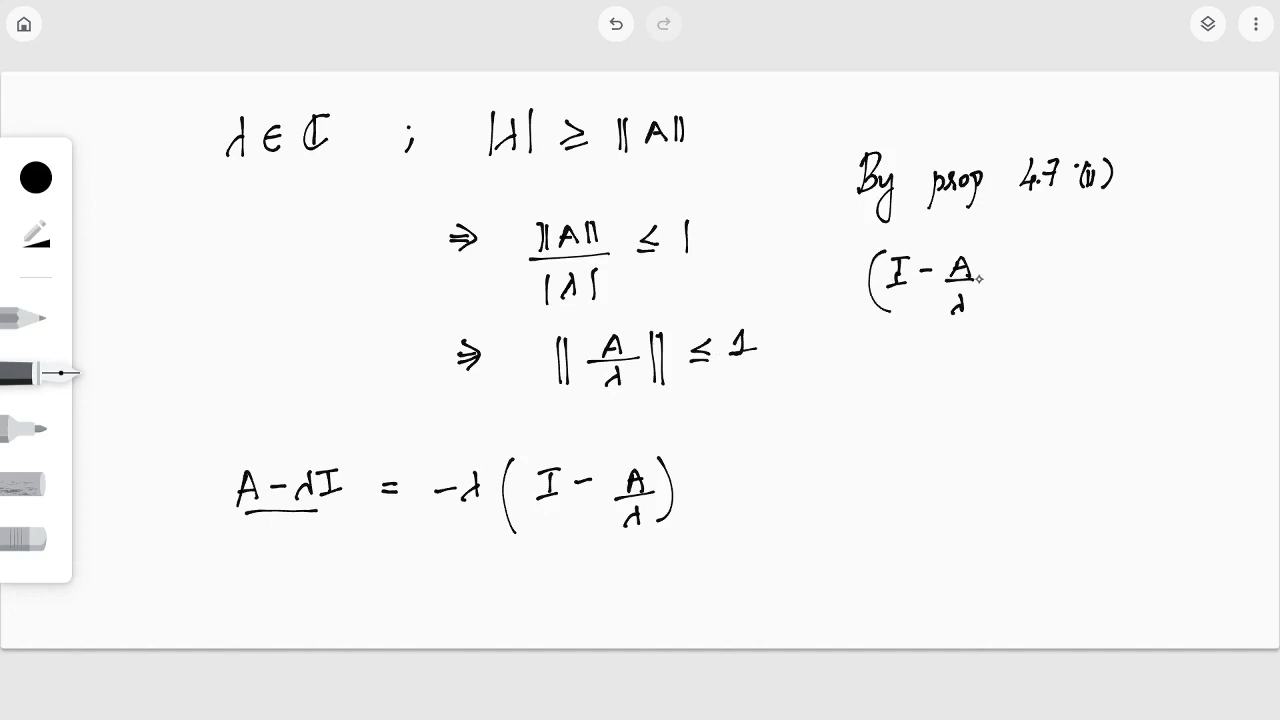 λ ∈ ℂ ; |λ| ≥ ‖A‖
⇒ ‖A‖/|λ| ≤ 1
⇒ ‖A/λ‖ ≤ 1
A − λI = −λ ( I − A/λ )
By prop 4.7 (ii)
( I − A/λ